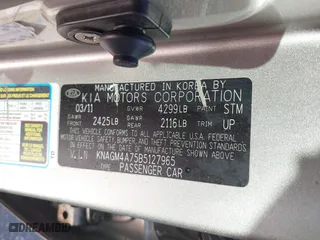 MANUFACTURED IN KOREA BY
KIA MOTORS CORPORATION
03/11 GVWR 4299LB PAINT STM
GAWR FRONT 2425LB GAWR REAR 2116LB TRIM UP
THIS VEHICLE CONFORMS TO ALL APPLICABLE U.S.A. FEDERAL
MOTOR VEHICLE SAFETY, BUMPER, AND THEFT PREVENTION STANDARDS
IN EFFECT ON THE DATE OF MANUFACTURE SHOWN ABOVE.
V.I.N KNAGM4A75B5127965
TYPE PASSENGER CAR